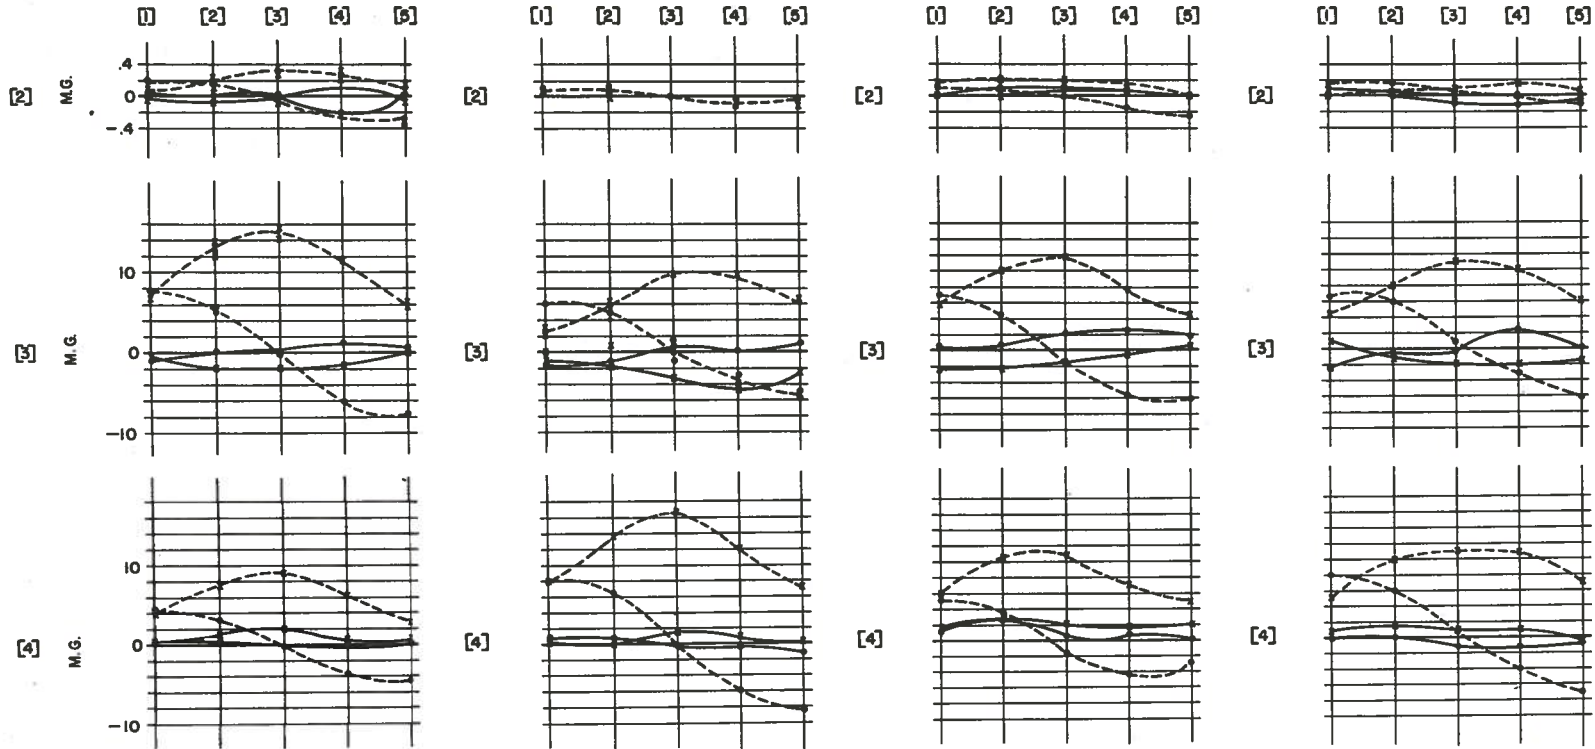 [1] [2] [3] [4] [5] [1] [2] [3] [4] [5] [1] [2] [3] [4] [5] [1] [2] [3] [4] [5]
[2] M.G. .4 0 -.4 [2] [2] [2]
[3] M.G. 10 0 -10 [3] [3] [3]
[4] M.G. 10 0 -10 [4] [4] [4]